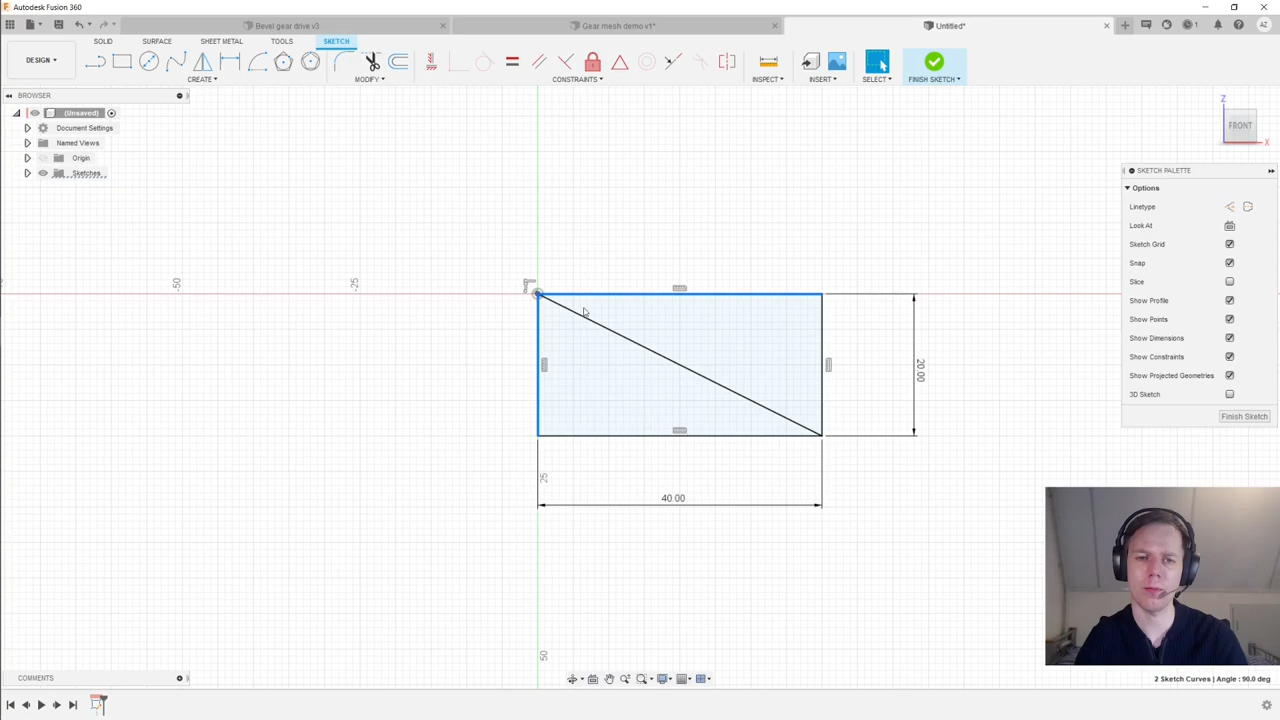 Autodesk Fusion 360
Bevel gear drive v3
Gear mesh demo v1*
Untitled*
1
AZ
SOLID
SURFACE
SHEET METAL
TOOLS
SKETCH
DESIGN
CREATE
MODIFY
CONSTRAINTS
INSPECT
INSERT
SELECT
FINISH SKETCH
BROWSER
(Unsaved)
Document Settings
Named Views
Origin
Sketches
Z
FRONT
X
SKETCH PALETTE
Options
Linetype
Look At
Sketch Grid
Snap
Slice
Show Profile
Show Points
Show Dimensions
Show Constraints
Show Projected Geometries
3D Sketch
Finish Sketch
-50
-25
20.00
25
40.00
50
COMMENTS
2 Sketch Curves | Angle : 90.0 deg